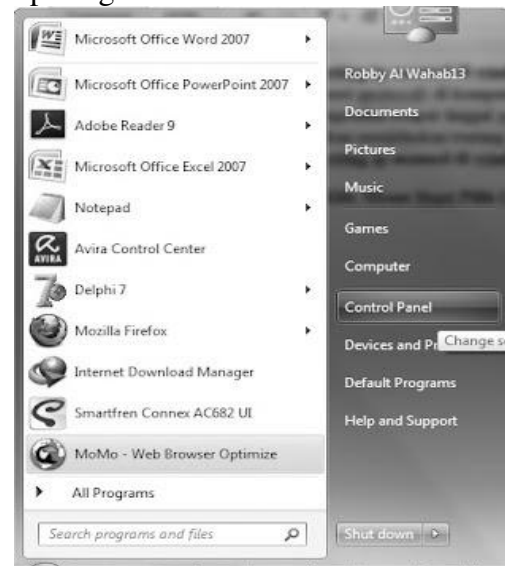 Microsoft Office Word 2007
Microsoft Office PowerPoint 2007
Adobe Reader 9
Microsoft Office Excel 2007
Notepad
AVIRA
Avira Control Center
7
Delphi 7
Mozilla Firefox
Internet Download Manager
Smartfren Connex AC682 UI
MoMo - Web Browser Optimize
All Programs
Search programs and files
Robby Al Wahab13
Documents
Pictures
Music
Games
Computer
Control Panel
Devices and
Change
Default Programs
Help and Support
Shut down